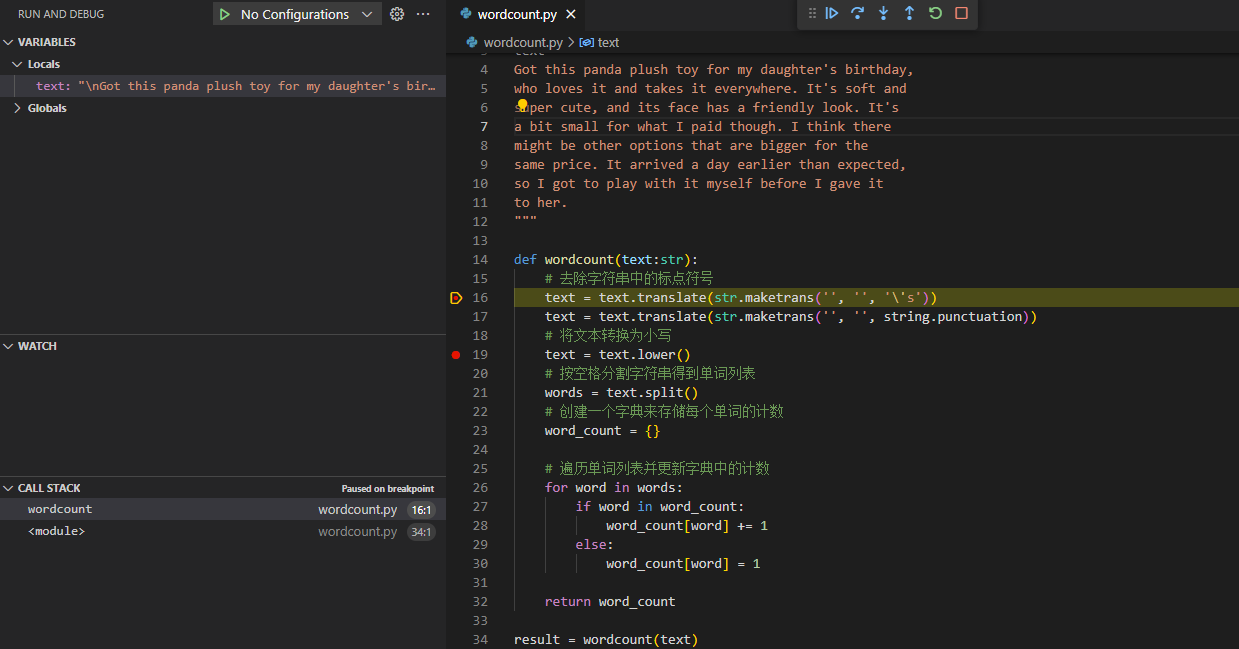 RUN AND DEBUG
No Configurations
VARIABLES
Locals
text: "\nGot this panda plush toy for my daughter's bir…
Globals
WATCH
CALL STACK
Paused on breakpoint
wordcount wordcount.py 16:1
<module> wordcount.py 34:1
wordcount.py
wordcount.py > text
4 Got this panda plush toy for my daughter's birthday,
5 who loves it and takes it everywhere. It's soft and
6 super cute, and its face has a friendly look. It's
7 a bit small for what I paid though. I think there
8 might be other options that are bigger for the
9 same price. It arrived a day earlier than expected,
10 so I got to play with it myself before I gave it
11 to her.
12 """
13
14 def wordcount(text:str):
15 # 去除字符串中的标点符号
16 text = text.translate(str.maketrans('', '', '\'s'))
17 text = text.translate(str.maketrans('', '', string.punctuation))
18 # 将文本转换为小写
19 text = text.lower()
20 # 按空格分割字符串得到单词列表
21 words = text.split()
22 # 创建一个字典来存储每个单词的计数
23 word_count = {}
24
25 # 遍历单词列表并更新字典中的计数
26 for word in words:
27 if word in word_count:
28 word_count[word] += 1
29 else:
30 word_count[word] = 1
31
32 return word_count
33
34 result = wordcount(text)